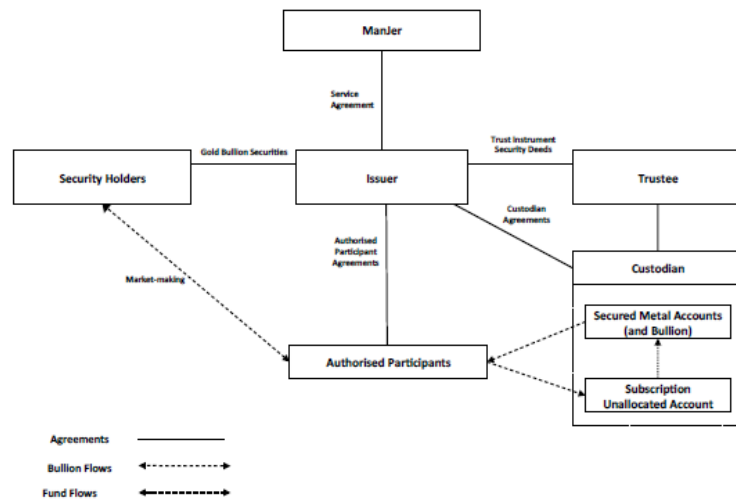 ManJer
Service
Agreement
Gold Bullion Securities
Trust Instrument
Security Deeds
Security Holders
Issuer
Trustee
Custodian
Agreements
Authorised
Participant
Agreements
Custodian
Market-making
Secured Metal Accounts
(and Bullion)
Authorised Participants
Subscription
Unallocated Account
Agreements
Bullion Flows
Fund Flows